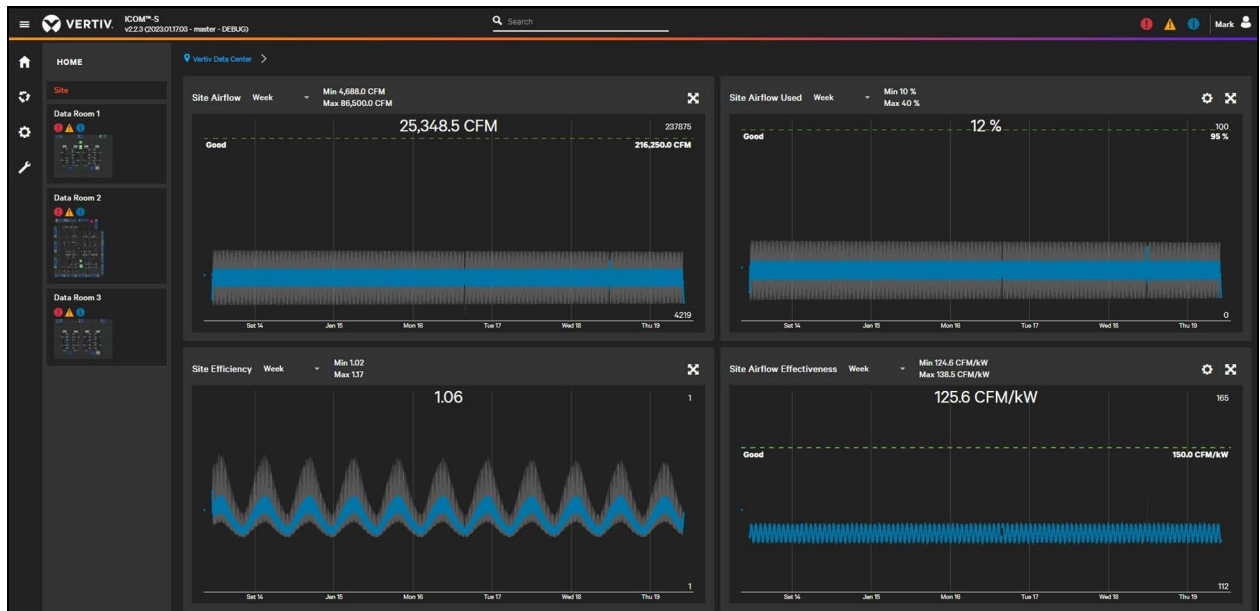 VERTIV.
ICOM™-S
v2.2.3 (2023.01.17.03 - master - DEBUG)
Search
Mark
HOME
Site
Data Room 1
Data Room 2
Data Room 3
Vertiv Data Center
Site Airflow Week
Min 4,688.0 CFM
Max 86,500.0 CFM
25,348.5 CFM
237875
Good
216,250.0 CFM
4219
Sat 14 Jan 15 Mon 16 Tue 17 Wed 18 Thu 19
Site Airflow Used Week
Min 10 %
Max 40 %
12 %
100
Good
95 %
0
Sat 14 Jan 15 Mon 16 Tue 17 Wed 18 Thu 19
Site Efficiency Week
Min 1.02
Max 1.17
1.06
1
1
Sat 14 Jan 15 Mon 16 Tue 17 Wed 18 Thu 19
Site Airflow Effectiveness Week
Min 124.6 CFM/kW
Max 138.5 CFM/kW
125.6 CFM/kW
165
Good
150.0 CFM/kW
112
Sat 14 Jan 15 Mon 16 Tue 17 Wed 18 Thu 19